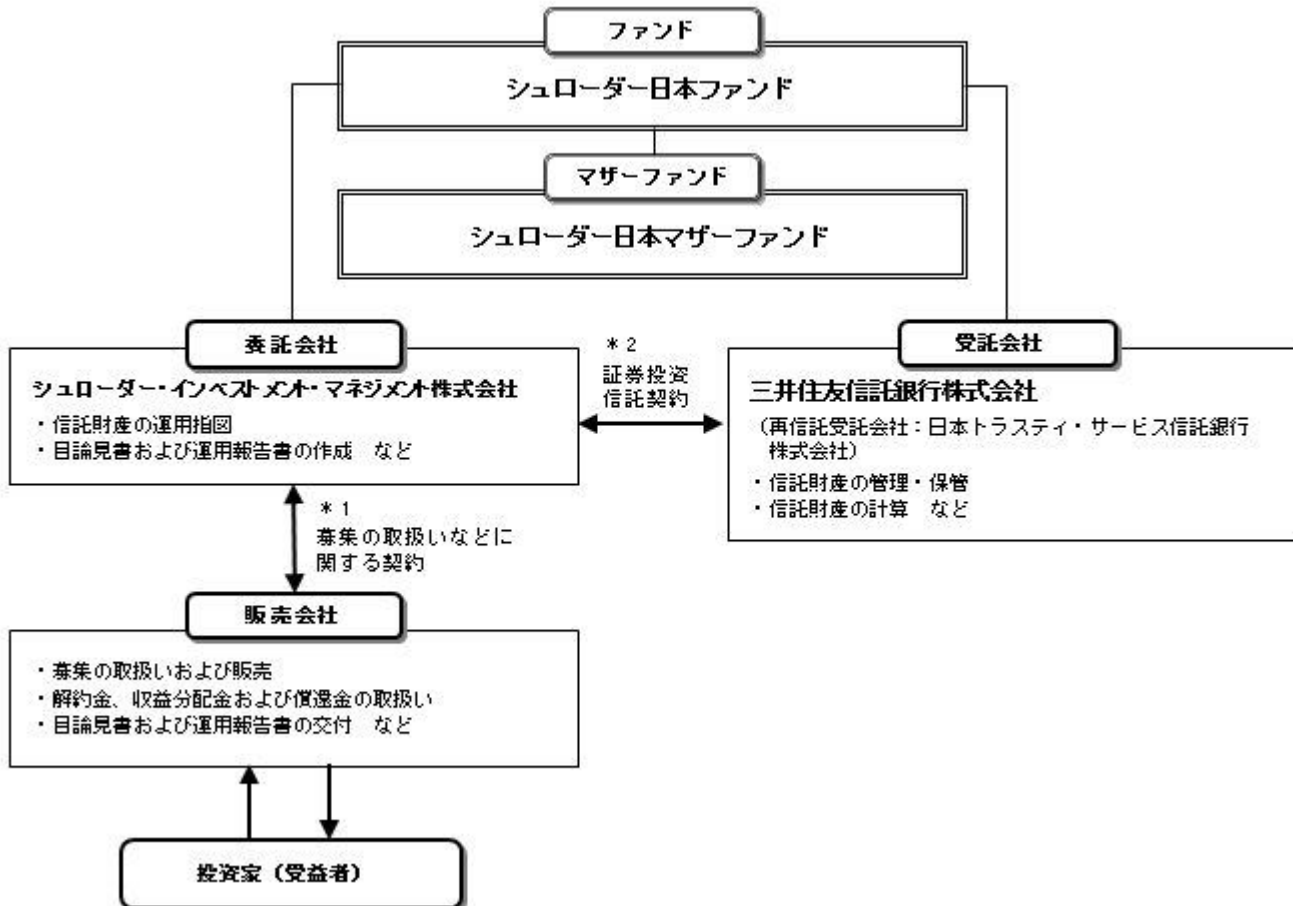 ファンド
シュローダー日本ファンド
マザーファンド
シュローダー日本マザーファンド
委託会社
シュローダー・インベストメント・マネジメント株式会社
・信託財産の運用指図
・目論見書および運用報告書の作成　など
＊2
証券投資
信託契約
受託会社
三井住友信託銀行株式会社
（再信託受託会社：日本トラスティ・サービス信託銀行
株式会社）
・信託財産の管理・保管
・信託財産の計算　など
＊1
募集の取扱いなどに
関する契約
販売会社
・募集の取扱いおよび販売
・解約金、収益分配金および償還金の取扱い
・目論見書および運用報告書の交付　など
投資家（受益者）